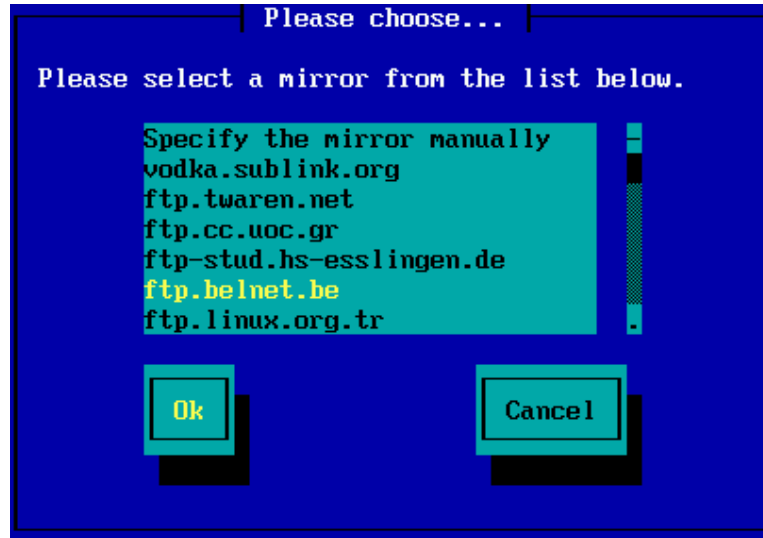 Please choose...
Please select a mirror from the list below.
Specify the mirror manually
vodka.sublink.org
ftp.twaren.net
ftp.cc.uoc.gr
ftp-stud.hs-esslingen.de
ftp.belnet.be
ftp.linux.org.tr
Ok Cancel